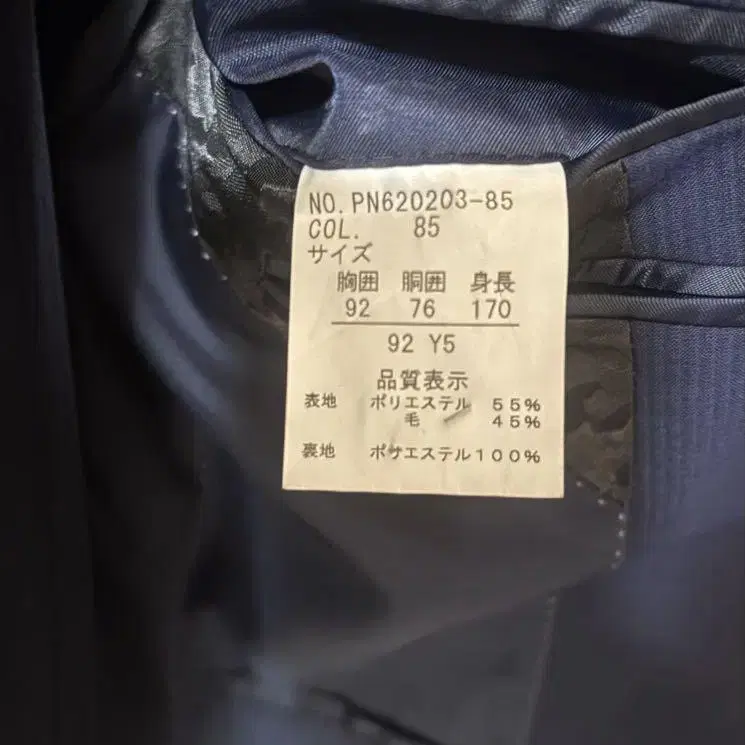 NO. PN620203-85
COL. 85
サイズ
胸囲 胴囲 身長
92 76 170
92 Y5
品質表示
表地 ポリエステル 55%
毛 45%
裏地 ポリエステル100%